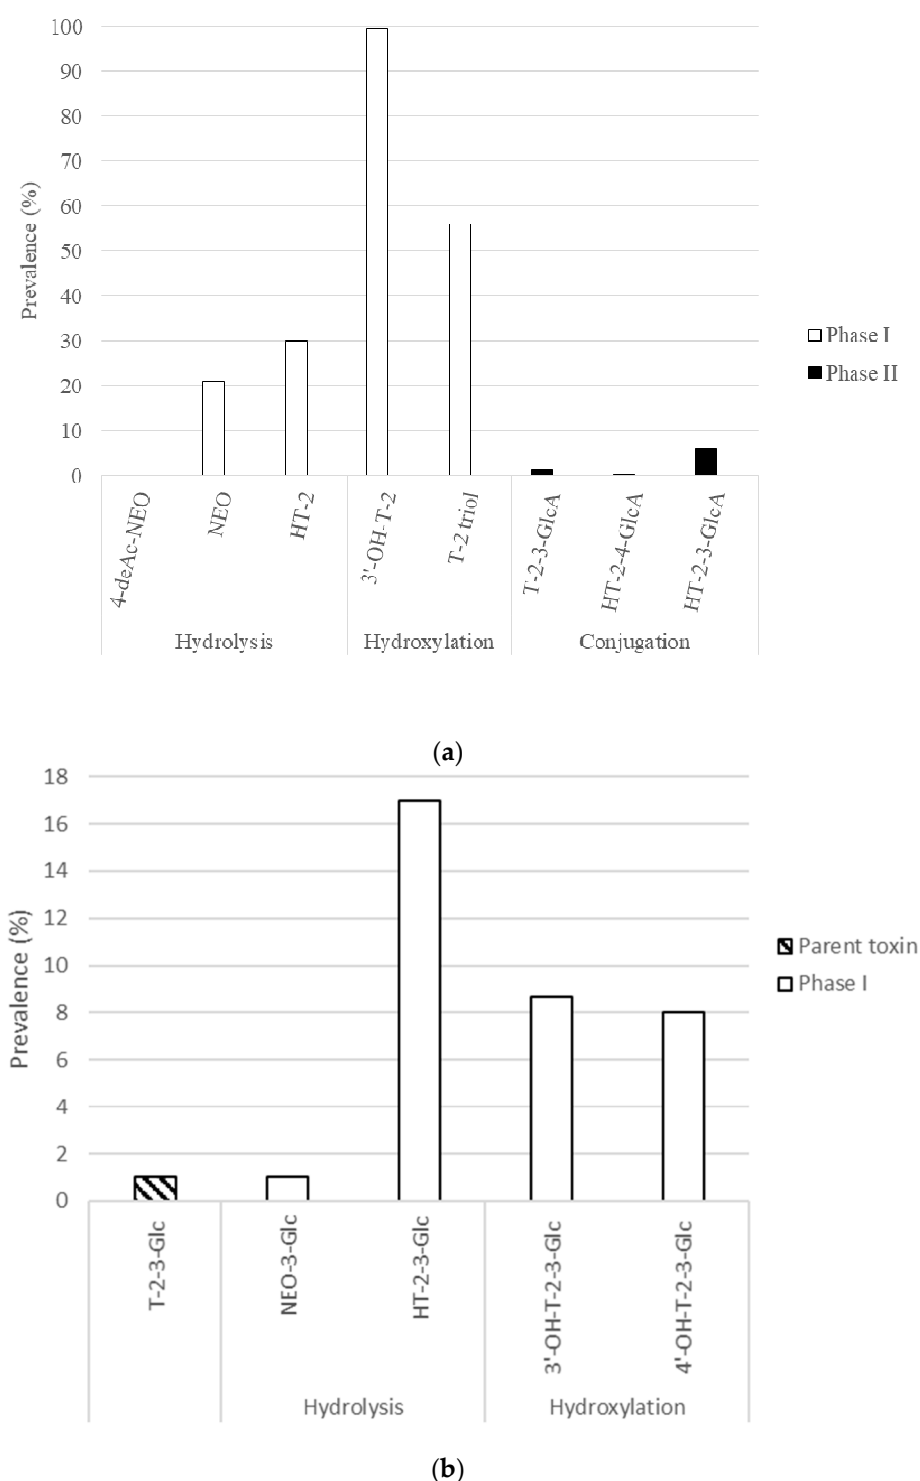 100
90
80
70
60
50
40
30
20
10
0
Prevalence (%)
4-deAc-NEO
NEO
HT-2
3'-OH-T-2
T-2 triol
T-2-3-GlcA
HT-2-4-GlcA
HT-2-3-GlcA
Hydrolysis
Hydroxylation
Conjugation
Phase I
Phase II
(a)
18
16
14
12
10
8
6
4
2
0
Prevalence (%)
T-2-3-Glc
NEO-3-Glc
HT-2-3-Glc
3'-OH-T-2-3-Glc
4'-OH-T-2-3-Glc
Hydrolysis
Hydroxylation
Parent toxin
Phase I
(b)